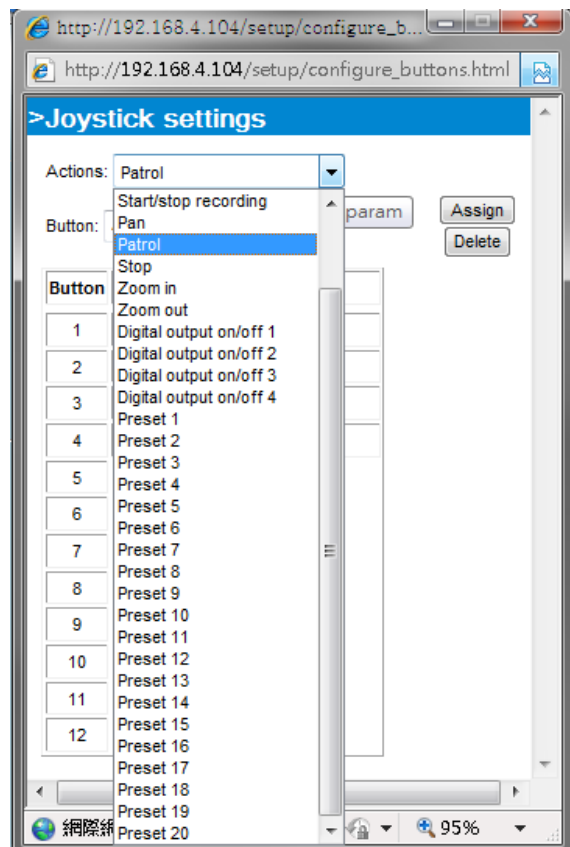 http://192.168.4.104/setup/configure_b...
http://192.168.4.104/setup/configure_buttons.html
>Joystick settings
Actions: Patrol
Start/stop recording
Button: Pan param Assign
Patrol Delete
Stop
Button Zoom in
Zoom out
1 Digital output on/off 1
Digital output on/off 2
2 Digital output on/off 3
3 Digital output on/off 4
Preset 1
4 Preset 2
Preset 3
5 Preset 4
Preset 5
6 Preset 6
7 Preset 7
Preset 8
8 Preset 9
9 Preset 10
Preset 11
10 Preset 12
Preset 13
11 Preset 14
12 Preset 15
Preset 16
Preset 17
Preset 18
Preset 19
網際 Preset 20 95%